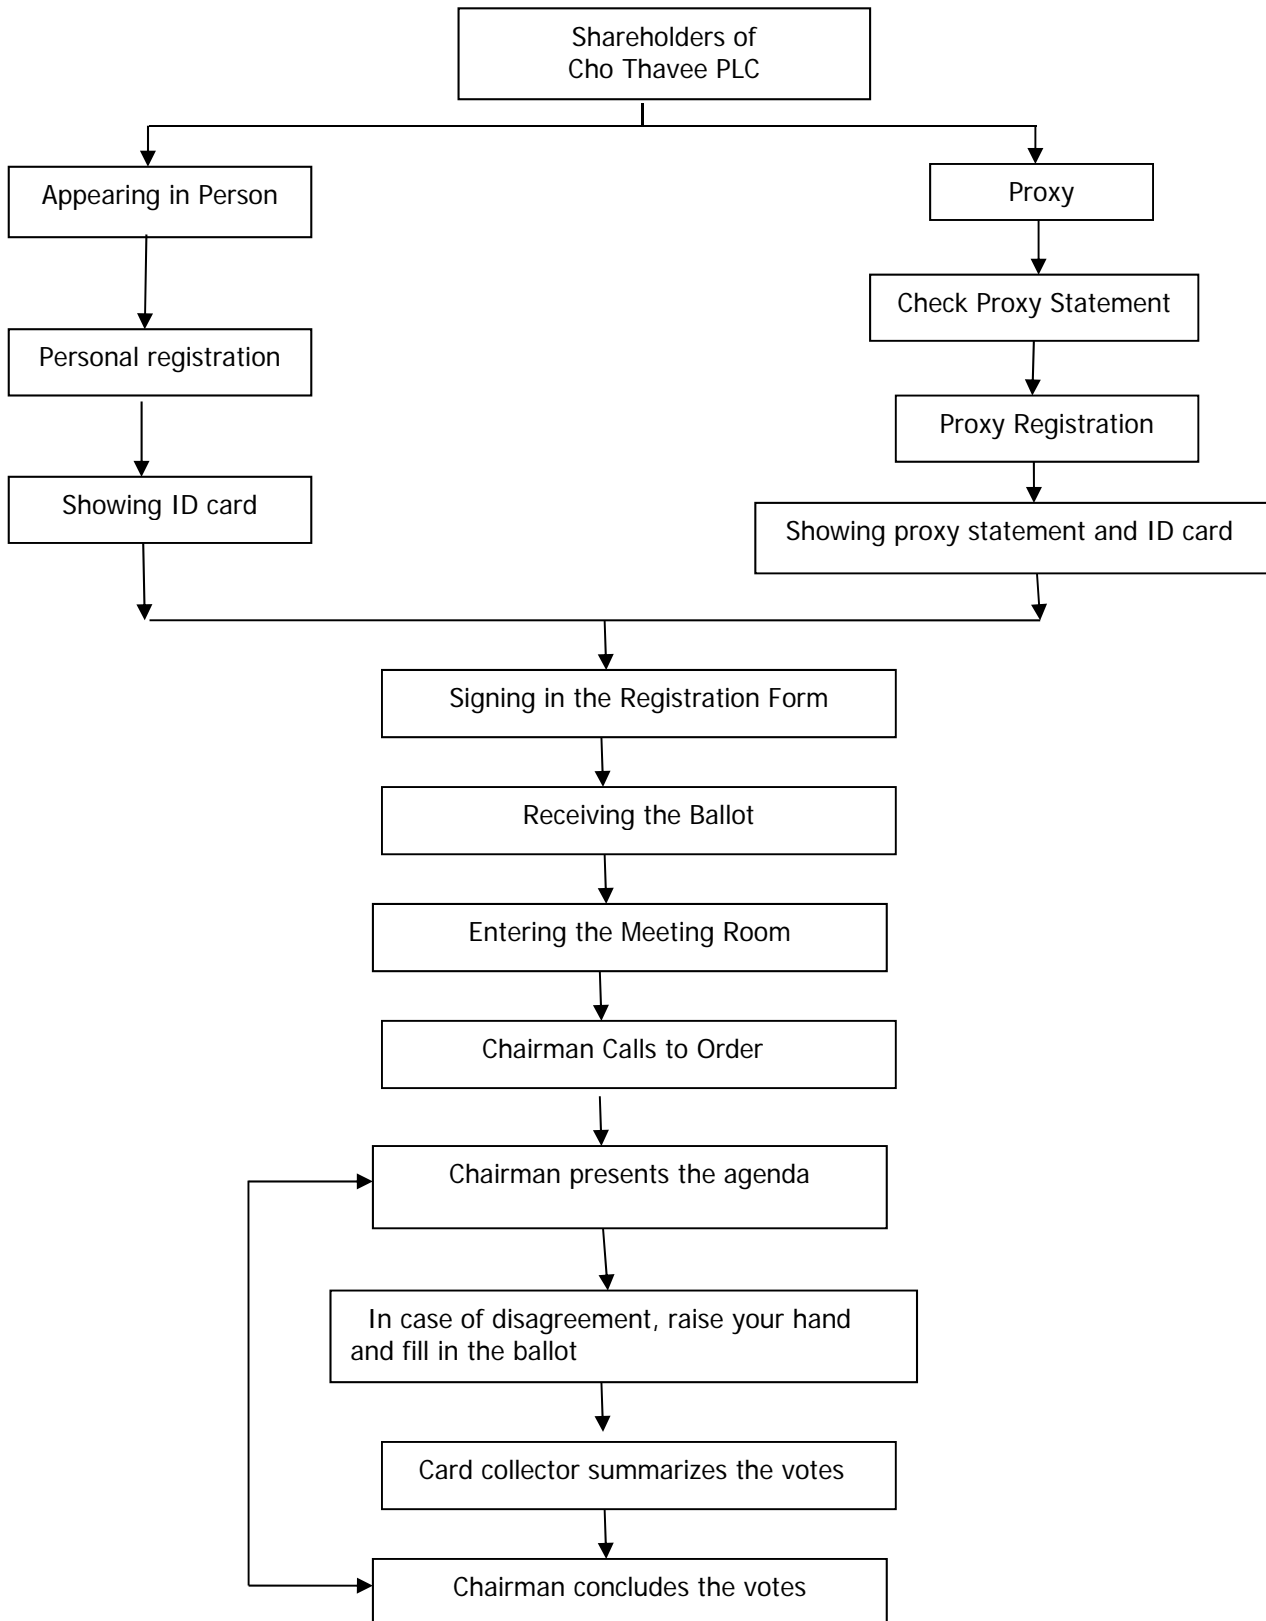 Shareholders of
Cho Thavee PLC
Appearing in Person
Proxy
Check Proxy Statement
Personal registration
Proxy Registration
Showing ID card
Showing proxy statement and ID card
Signing in the Registration Form
Receiving the Ballot
Entering the Meeting Room
Chairman Calls to Order
Chairman presents the agenda
In case of disagreement, raise your hand
and fill in the ballot
Card collector summarizes the votes
Chairman concludes the votes